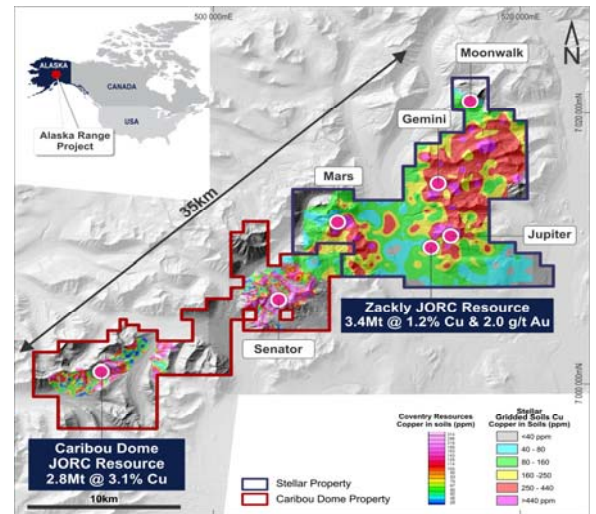 500 000mE
520 000mE
N
ALASKA
CANADA
USA
Alaska Range
Project
Moonwalk
7 020 000mN
Gemini
Mars
35km
Jupiter
Zackly JORC Resource
3.4Mt @ 1.2% Cu & 2.0 g/t Au
Senator
7 000 000mN
Caribou Dome
JORC Resource
2.8Mt @ 3.1% Cu
10km
Stellar Property
Caribou Dome Property
Coventry Resources
Copper in soils (ppm)
Stellar
Gridded Soils Cu
Copper in Soils (ppm)
<40 ppm
40 - 80
80 - 160
160 -250
250 - 440
>440 ppm